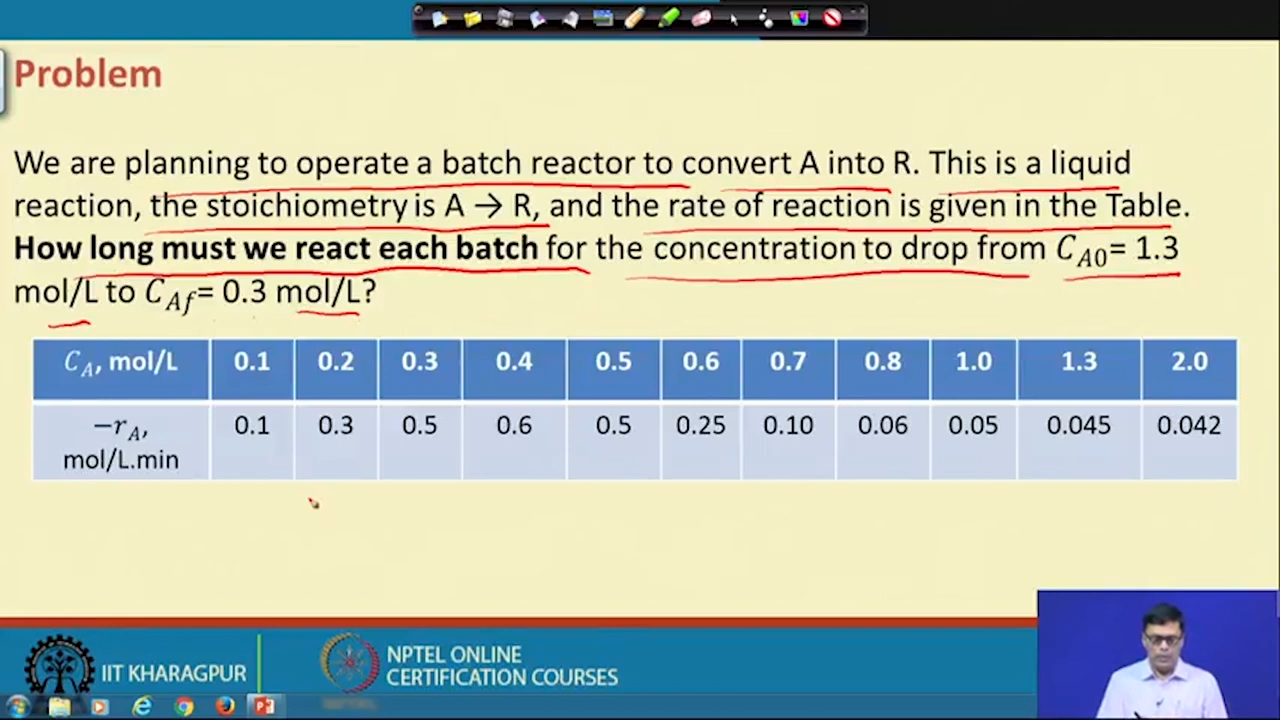 Problem
We are planning to operate a batch reactor to convert A into R. This is a liquid
reaction, the stoichiometry is A → R, and the rate of reaction is given in the Table.
How long must we react each batch for the concentration to drop from C_A0= 1.3
mol/L to C_Af= 0.3 mol/L?
C_A, mol/L 0.1 0.2 0.3 0.4 0.5 0.6 0.7 0.8 1.0 1.3 2.0
−r_A, 0.1 0.3 0.5 0.6 0.5 0.25 0.10 0.06 0.05 0.045 0.042
mol/L.min
IIT KHARAGPUR
NPTEL ONLINE
CERTIFICATION COURSES